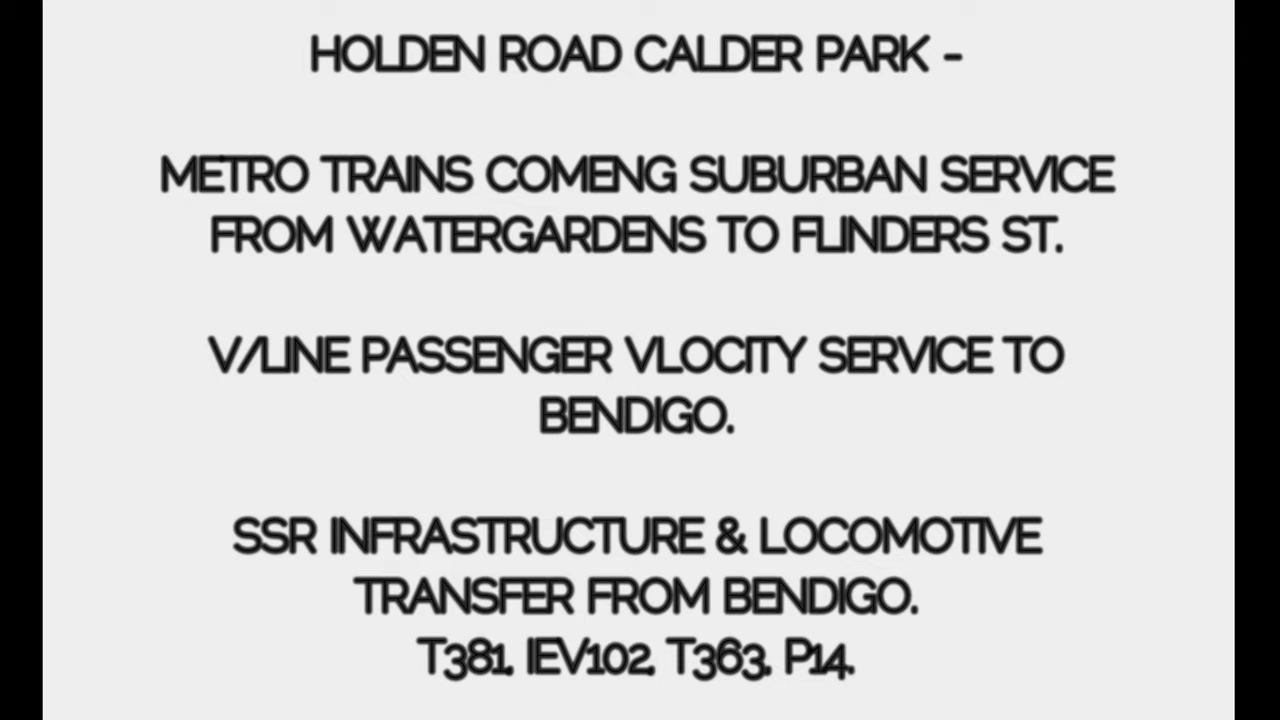 HOLDEN ROAD CALDER PARK -
METRO TRAINS COMENG SUBURBAN SERVICE
FROM WATERGARDENS TO FLINDERS ST.
V/LINE PASSENGER VLOCITY SERVICE TO
BENDIGO.
SSR INFRASTRUCTURE & LOCOMOTIVE
TRANSFER FROM BENDIGO.
T381, IEV102, T363, P14.